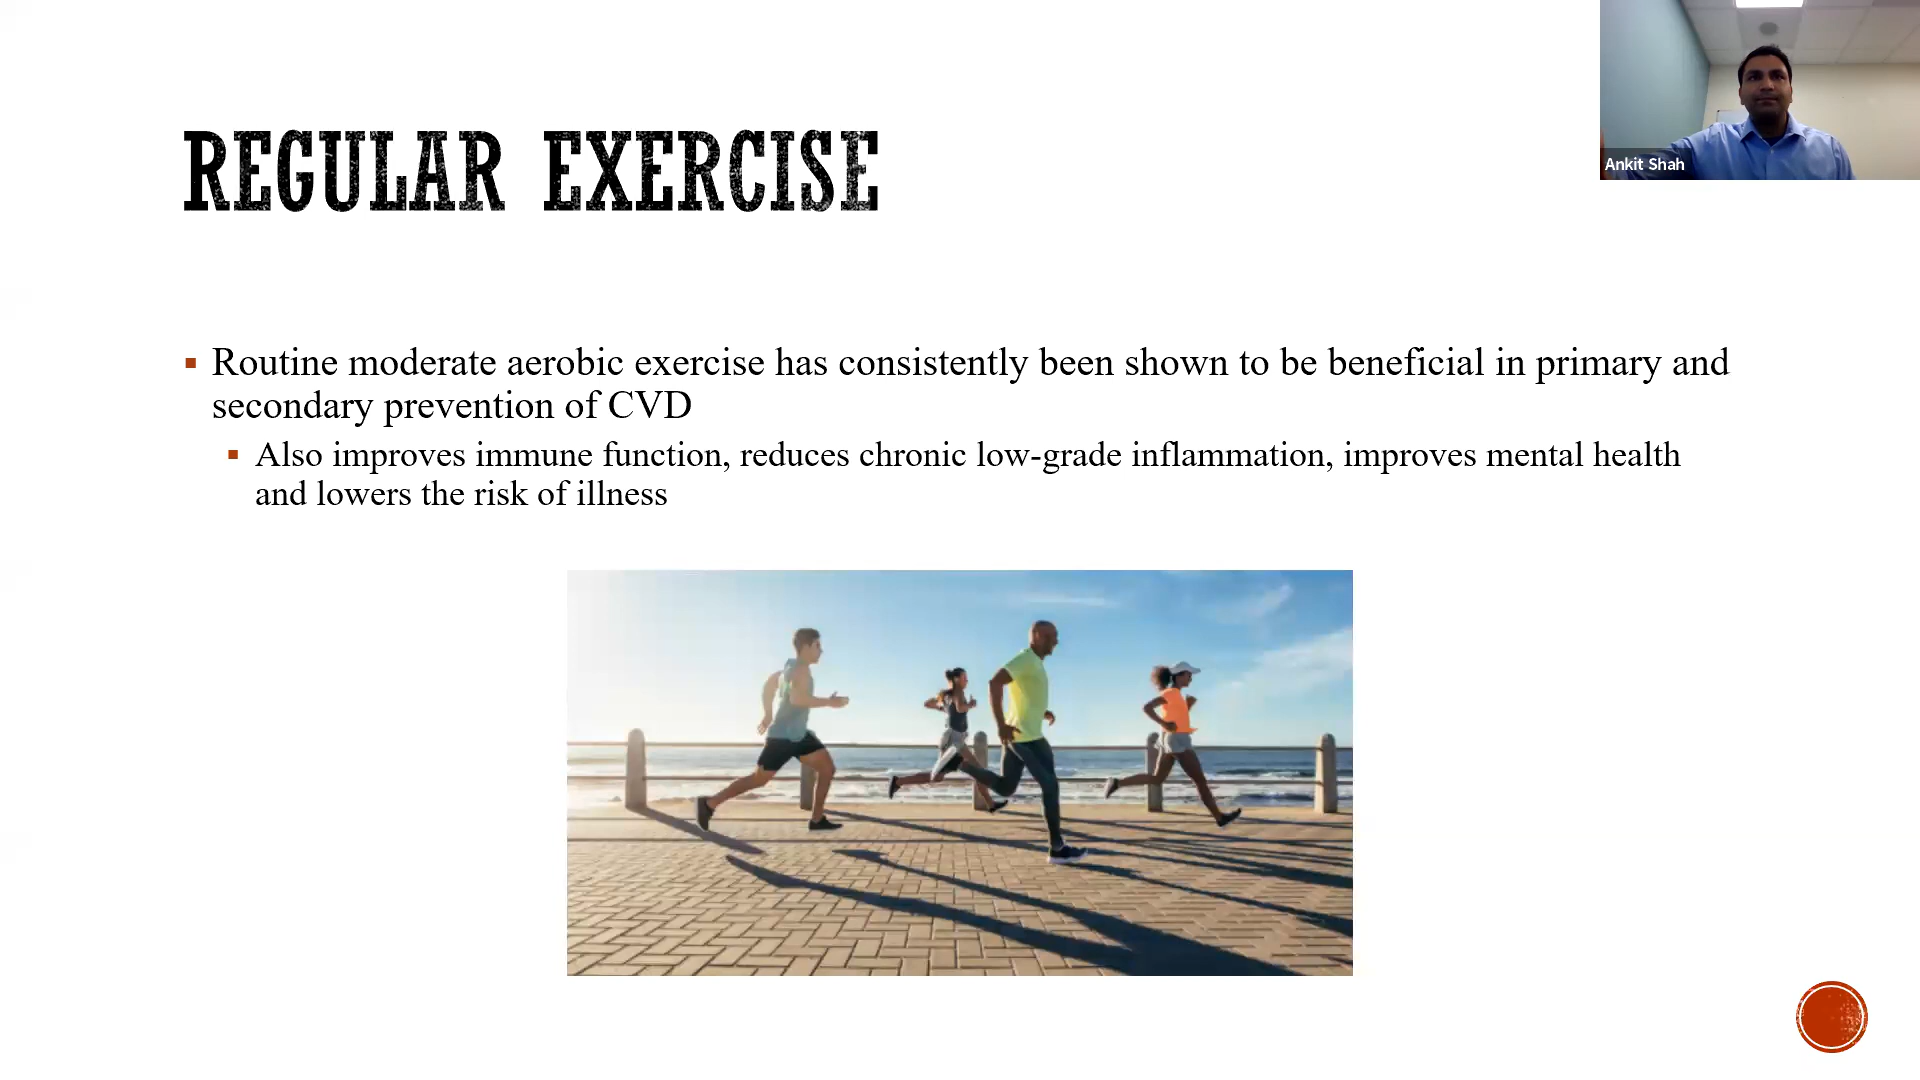 Ankit Shah
REGULAR EXERCISE
Routine moderate aerobic exercise has consistently been shown to be beneficial in primary and
secondary prevention of CVD
Also improves immune function, reduces chronic low-grade inflammation, improves mental health
and lowers the risk of illness